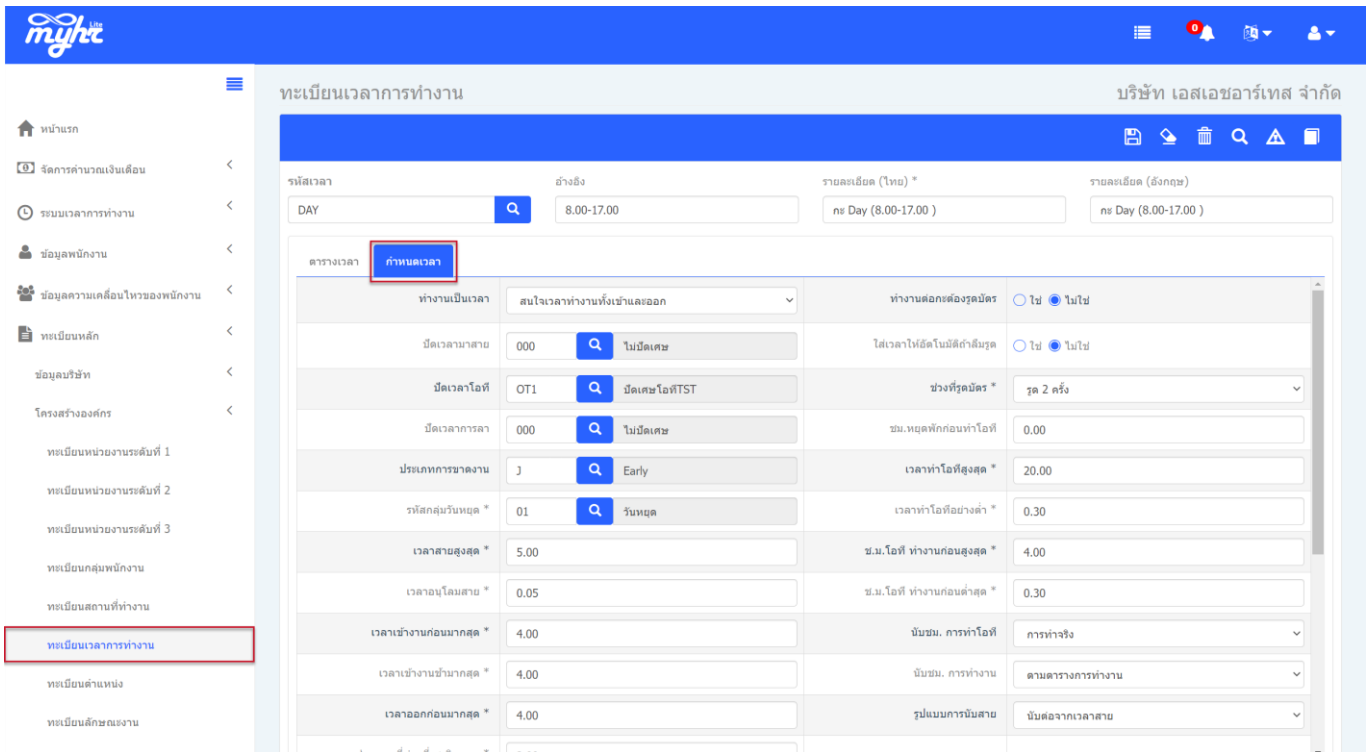 myhr Lite
0
ทะเบียนเวลาการทำงาน
บริษัท เอสเอชอาร์เทส จำกัด
หน้าแรก
จัดการคำนวณเงินเดือน
ระบบเวลาการทำงาน
ข้อมูลพนักงาน
ข้อมูลความเคลื่อนไหวของพนักงาน
ทะเบียนหลัก
ข้อมูลบริษัท
โครงสร้างองค์กร
ทะเบียนหน่วยงานระดับที่ 1
ทะเบียนหน่วยงานระดับที่ 2
ทะเบียนหน่วยงานระดับที่ 3
ทะเบียนกลุ่มพนักงาน
ทะเบียนสถานที่ทำงาน
ทะเบียนเวลาการทำงาน
ทะเบียนตำแหน่ง
ทะเบียนลักษณะงาน
รหัสเวลา อ้างอิง รายละเอียด (ไทย) * รายละเอียด (อังกฤษ)
DAY 8.00-17.00 กะ Day (8.00-17.00 ) กะ Day (8.00-17.00 )
ตารางเวลา กำหนดเวลา
ทำงานเป็นเวลา สนใจเวลาทำงานทั้งเข้าและออก ทำงานต่อกะต้องรูดบัตร ใช่ ไม่ใช่
ปัดเวลามาสาย 000 ไม่ปัดเศษ ใส่เวลาให้อัตโนมัติถ้าลืมรูด ใช่ ไม่ใช่
ปัดเวลาโอที OT1 ปัดเศษโอทีTST ช่วงที่รูดบัตร * รูด 2 ครั้ง
ปัดเวลาการลา 000 ไม่ปัดเศษ ชม.หยุดพักก่อนทำโอที 0.00
ประเภทการขาดงาน J Early เวลาทำโอทีสูงสุด * 20.00
รหัสกลุ่มวันหยุด * 01 วันหยุด เวลาทำโอทีอย่างต่ำ * 0.30
เวลาสายสูงสุด * 5.00 ช.ม.โอที ทำงานก่อนสูงสุด * 4.00
เวลาอนุโลมสาย * 0.05 ช.ม.โอที ทำงานก่อนต่ำสุด * 0.30
เวลาเข้างานก่อนมากสุด * 4.00 นับชม. การทำโอที การทำจริง
เวลาเข้างานช้ามากสุด * 4.00 นับชม. การทำงาน ตามตารางการทำงาน
เวลาออกก่อนมากสุด * 4.00 รูปแบบการนับสาย นับต่อจากเวลาสาย